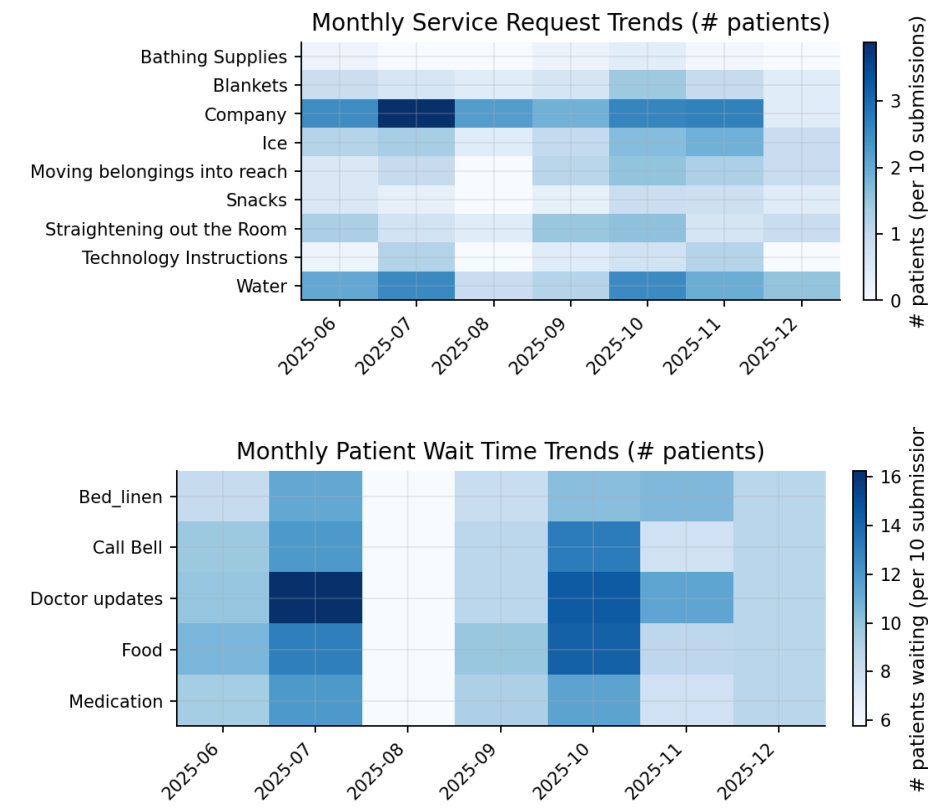 Monthly Service Request Trends (# patients)
Bathing Supplies
Blankets
Company
Ice
Moving belongings into reach
Snacks
Straightening out the Room
Technology Instructions
Water
2025-06
2025-07
2025-08
2025-09
2025-10
2025-11
2025-12
3
2
1
0
# patients (per 10 submissions)
Monthly Patient Wait Time Trends (# patients)
Bed_linen
Call Bell
Doctor updates
Food
Medication
2025-06
2025-07
2025-08
2025-09
2025-10
2025-11
2025-12
16
14
12
10
8
6
# patients waiting (per 10 submission